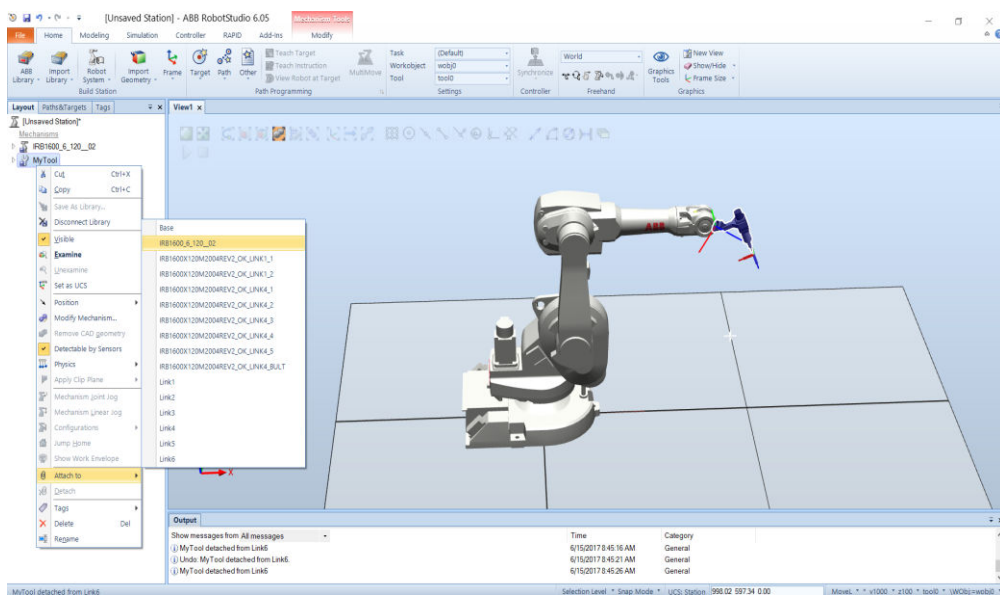 [Unsaved Station] - ABB RobotStudio 6.05
Mechanism Tools
File Home Modeling Simulation Controller RAPID Add-Ins Modify
ABB Library
Import Library
Robot System
Import Geometry
Build Station
Frame
Target
Path
Other
Teach Target
Teach Instruction
View Robot at Target
MultiMove
Path Programming
Task (Default)
Workobject wobj0
Tool tool0
Settings
Synchronize
Controller
World
Freehand
Graphics Tools
New View
Show/Hide
Frame Size
Graphics
Layout Paths&Targets Tags
View1
[Unsaved Station]*
Mechanisms
IRB1600_6_120__02
MyTool
Cut Ctrl+X
Copy Ctrl+C
Save As Library...
Disconnect Library
Visible
Examine
Unexamine
Set as UCS
Position
Modify Mechanism...
Remove CAD geometry
Detectable by Sensors
Physics
Apply Clip Plane
Mechanism Joint Jog
Mechanism Linear Jog
Configurations
Jump Home
Show Work Envelope
Attach to
Detach
Tags
Delete Del
Rename
Base
IRB1600_6_120__02
IRB1600X120M2004REV2_OK_LINK1_1
IRB1600X120M2004REV2_OK_LINK1_2
IRB1600X120M2004REV2_OK_LINK4_1
IRB1600X120M2004REV2_OK_LINK4_2
IRB1600X120M2004REV2_OK_LINK4_3
IRB1600X120M2004REV2_OK_LINK4_4
IRB1600X120M2004REV2_OK_LINK4_5
IRB1600X120M2004REV2_OK_LINK4_BULT
Link1
Link2
Link3
Link4
Link5
Link6
ABB
X
Output
Show messages from All messages Time Category
MyTool detached from Link6 6/15/2017 8:45:16 AM General
Undo: MyTool detached from Link6. 6/15/2017 8:45:21 AM General
MyTool detached from Link6 6/15/2017 8:45:26 AM General
MyTool detached from Link6 Selection Level * Snap Mode * UCS: Station 998.02 597.34 0.00 MoveL * * v1000 * z100 * tool0 * \WObj:=wobj0